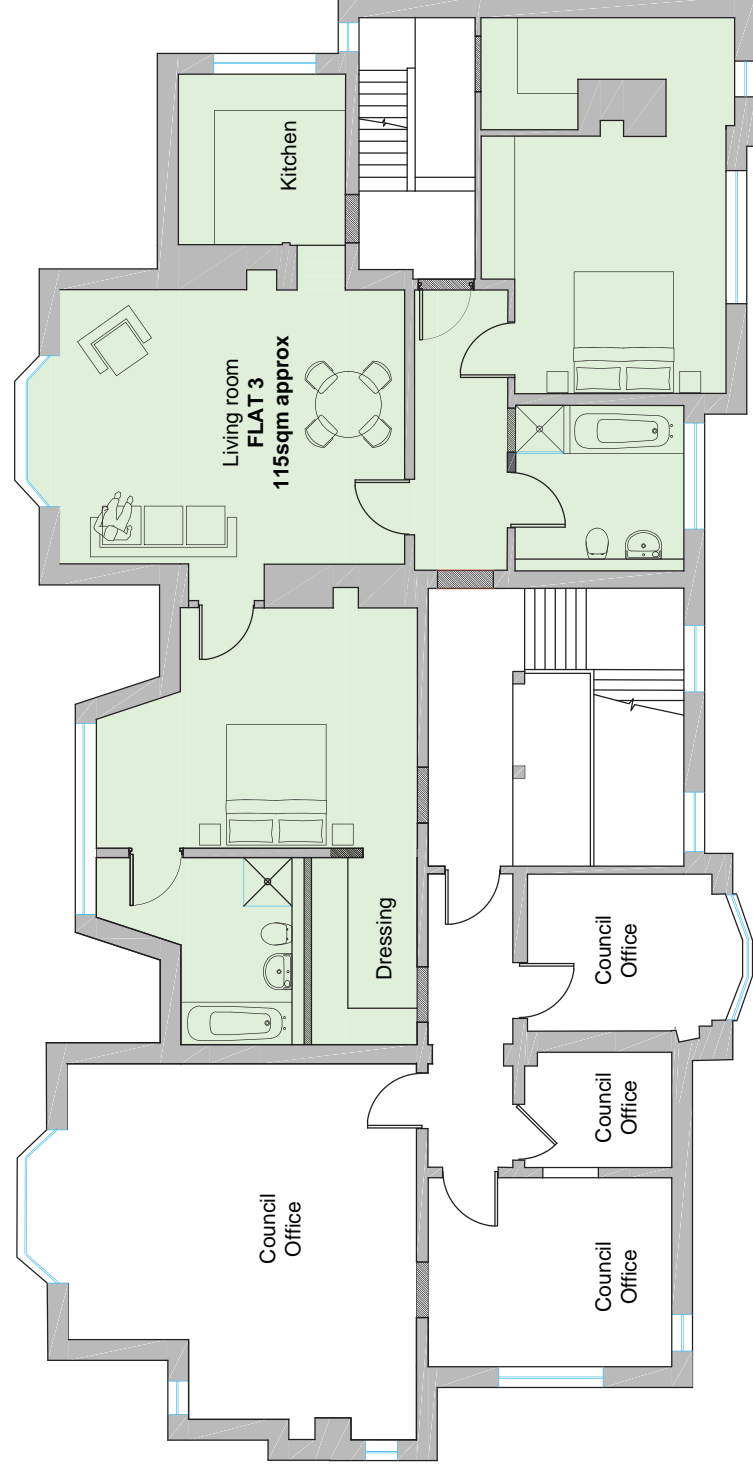 Kitchen
Living room
FLAT 3
115sqm approx
Dressing
Council
Office
Council
Office
Council
Office
Council
Office